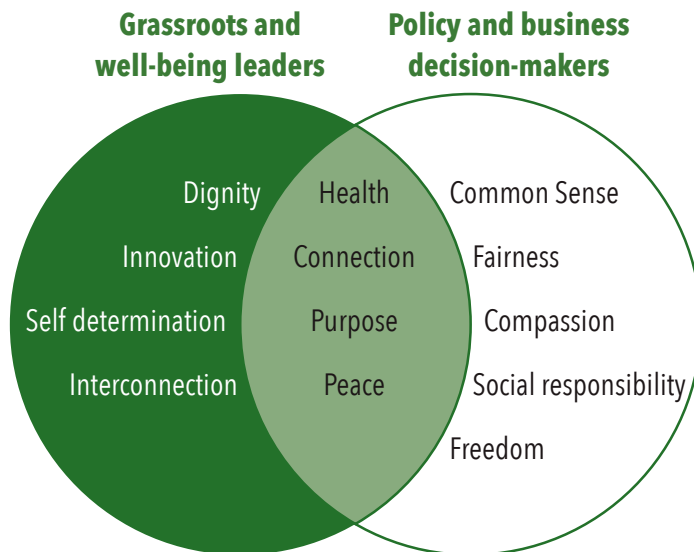 Grassroots and
well-being leaders
Policy and business
decision-makers
Dignity
Innovation
Self determination
Interconnection
Health
Connection
Purpose
Peace
Common Sense
Fairness
Compassion
Social responsibility
Freedom